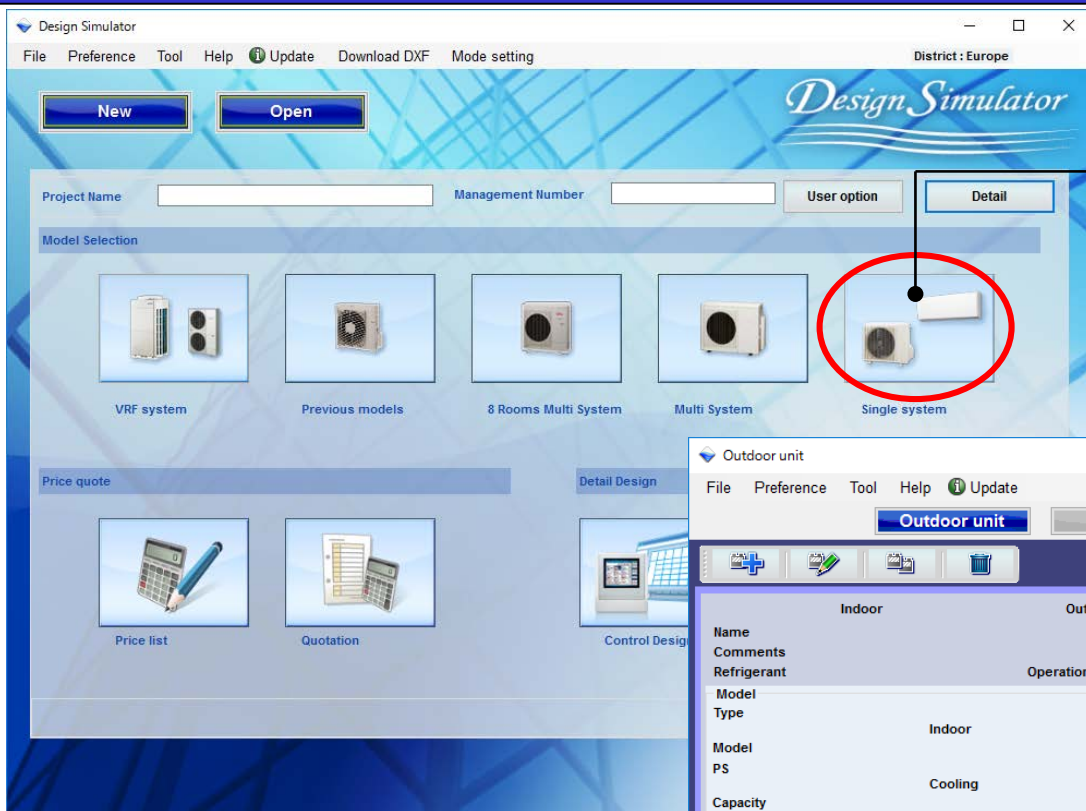 Design Simulator
File Preference Tool Help Update Download DXF Mode setting
District : Europe
New Open
Design Simulator
Project Name Management Number User option Detail
Model Selection
VRF system Previous models 8 Rooms Multi System Multi System Single system
Price quote Detail Design
Price list Quotation Control Design
Outdoor unit
File Preference Tool Help Update
Outdoor unit
Indoor Out
Name
Comments
Refrigerant Operation
Model
Type
Indoor
Model
PS
Cooling
Capacity